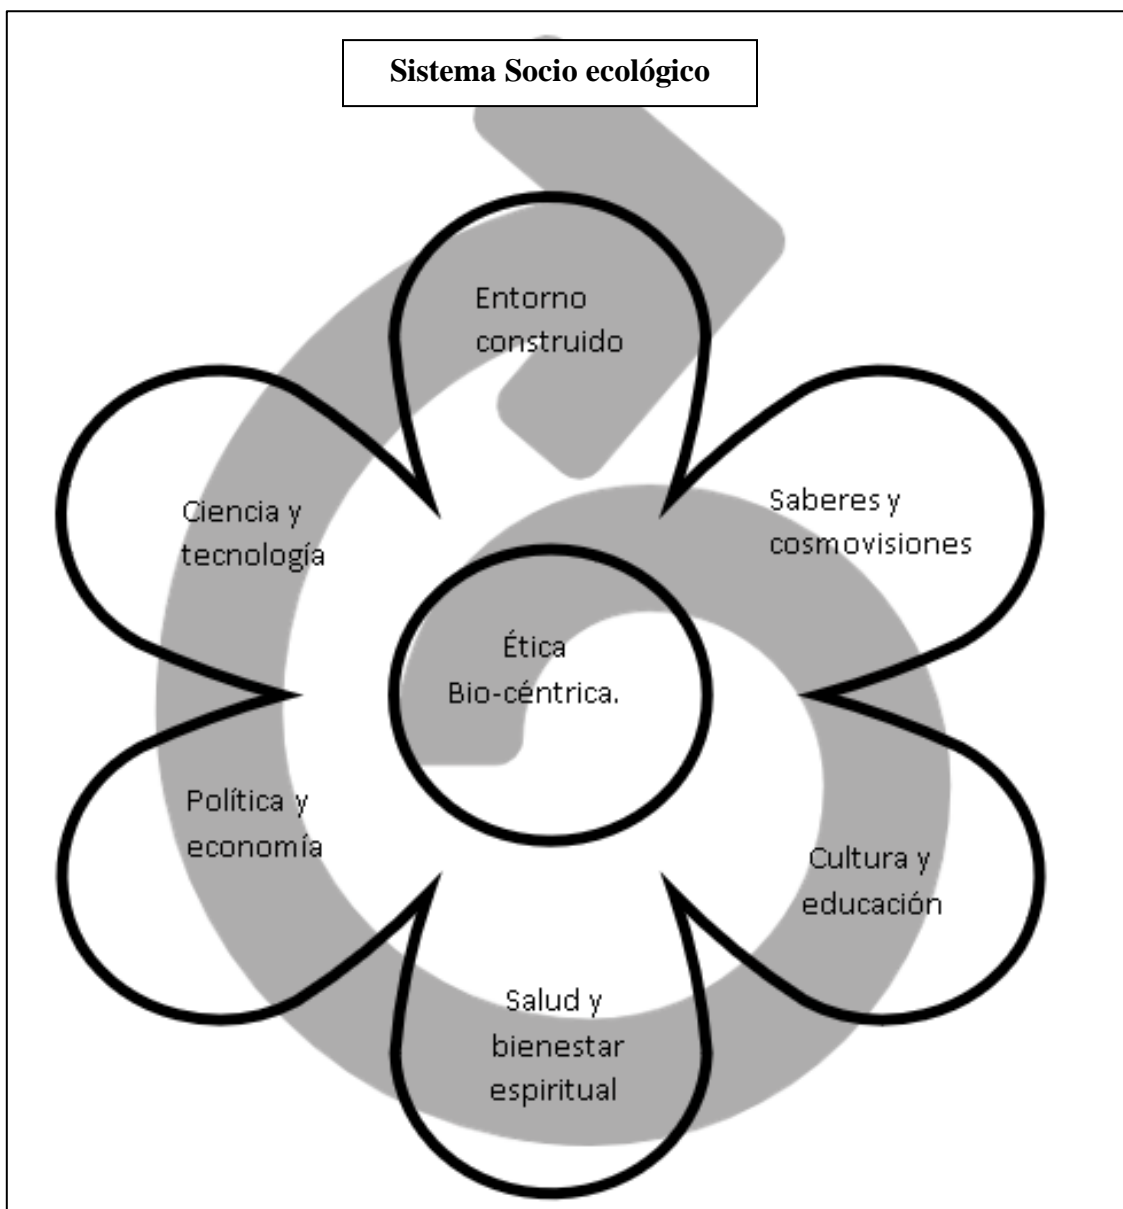 Sistema Socio ecológico
Entorno
construido
Ciencia y
tecnología
Saberes y
cosmovisiones
Ética
Bio-céntrica.
Política y
economía
Cultura y
educación
Salud y
bienestar
espiritual